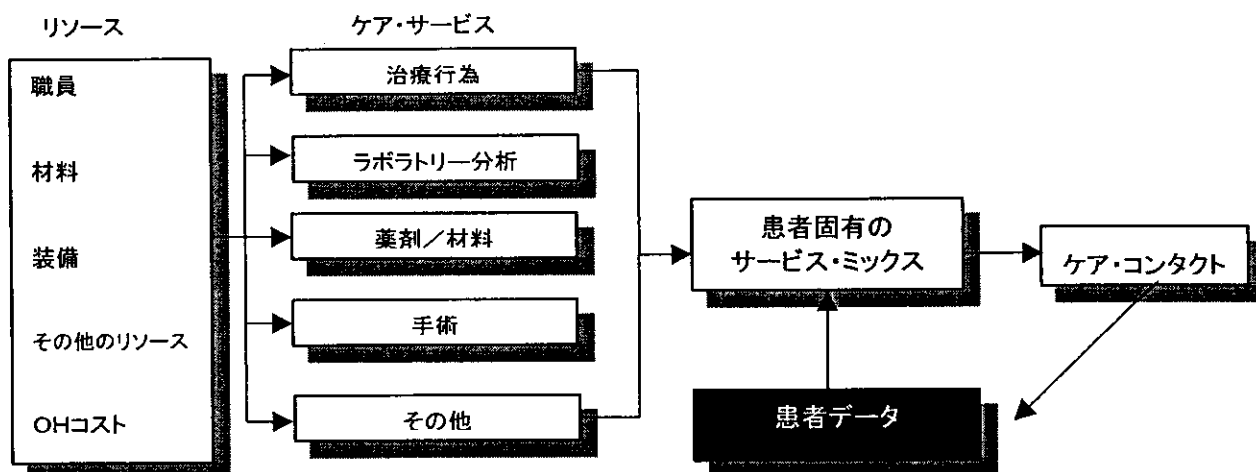 リソース
職員
材料
装備
その他のリソース
OHコスト
ケア・サービス
治療行為
ラボラトリー分析
薬剤／材料
手術
その他
患者固有の
サービス・ミックス
ケア・コンタクト
患者データ